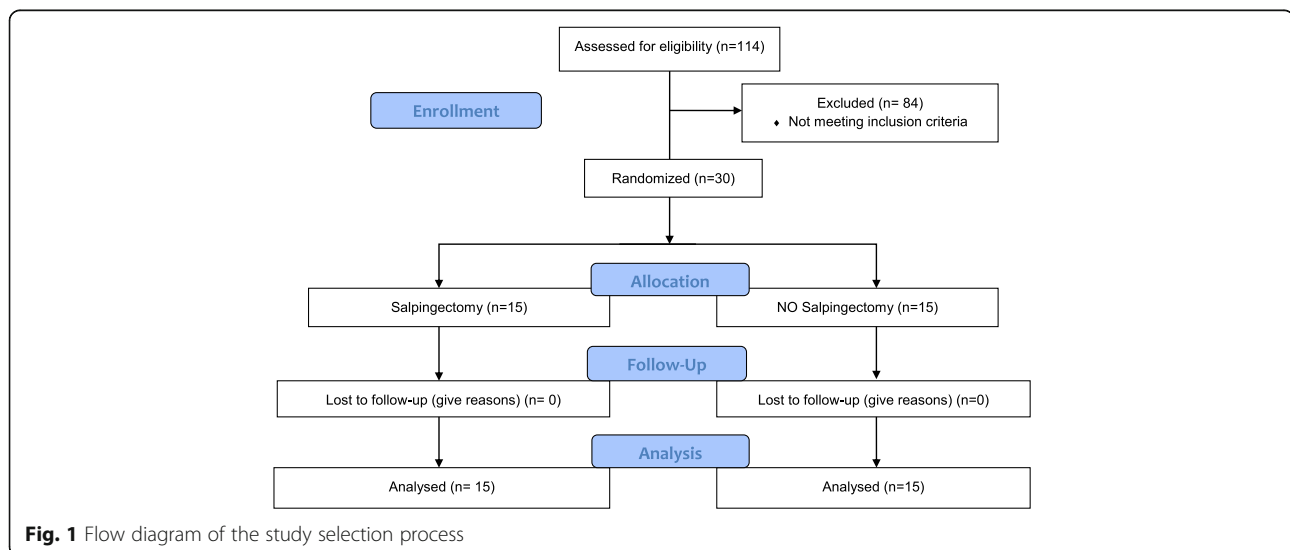 Assessed for eligibility (n=114)
Enrollment
Excluded (n= 84)
♦ Not meeting inclusion criteria
Randomized (n=30)
Allocation
Salpingectomy (n=15)
NO Salpingectomy (n=15)
Follow-Up
Lost to follow-up (give reasons) (n= 0)
Lost to follow-up (give reasons) (n=0)
Analysis
Analysed (n= 15)
Analysed (n=15)
Fig. 1 Flow diagram of the study selection process